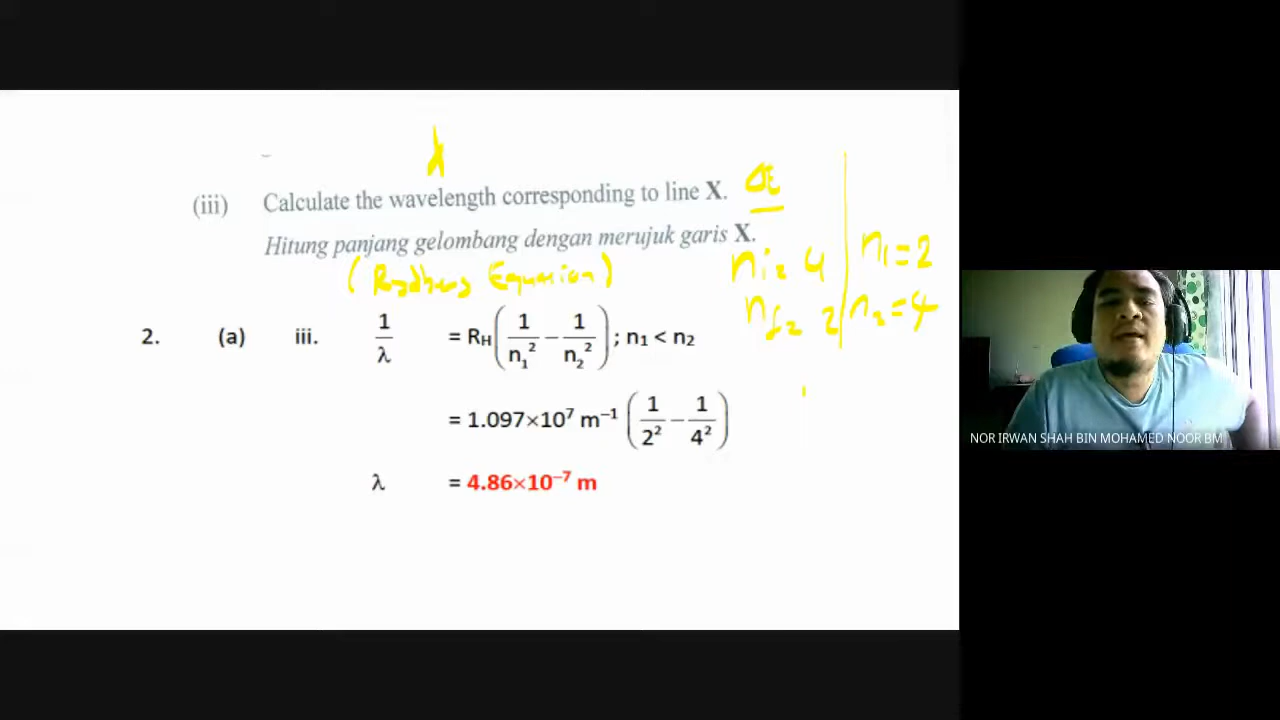 λ
(iii) Calculate the wavelength corresponding to line X. ΔE
Hitung panjang gelombang dengan merujuk garis X.
(Rydberg Equation) ni = 4 | n1 = 2
nf = 2 | n2 = 4
2. (a) iii. 1/λ = RH(1/n1² − 1/n2²) ; n1 < n2
= 1.097×10⁷ m⁻¹ (1/2² − 1/4²)
λ = 4.86×10⁻⁷ m
NOR IRWAN SHAH BIN MOHAMED NOOR BM